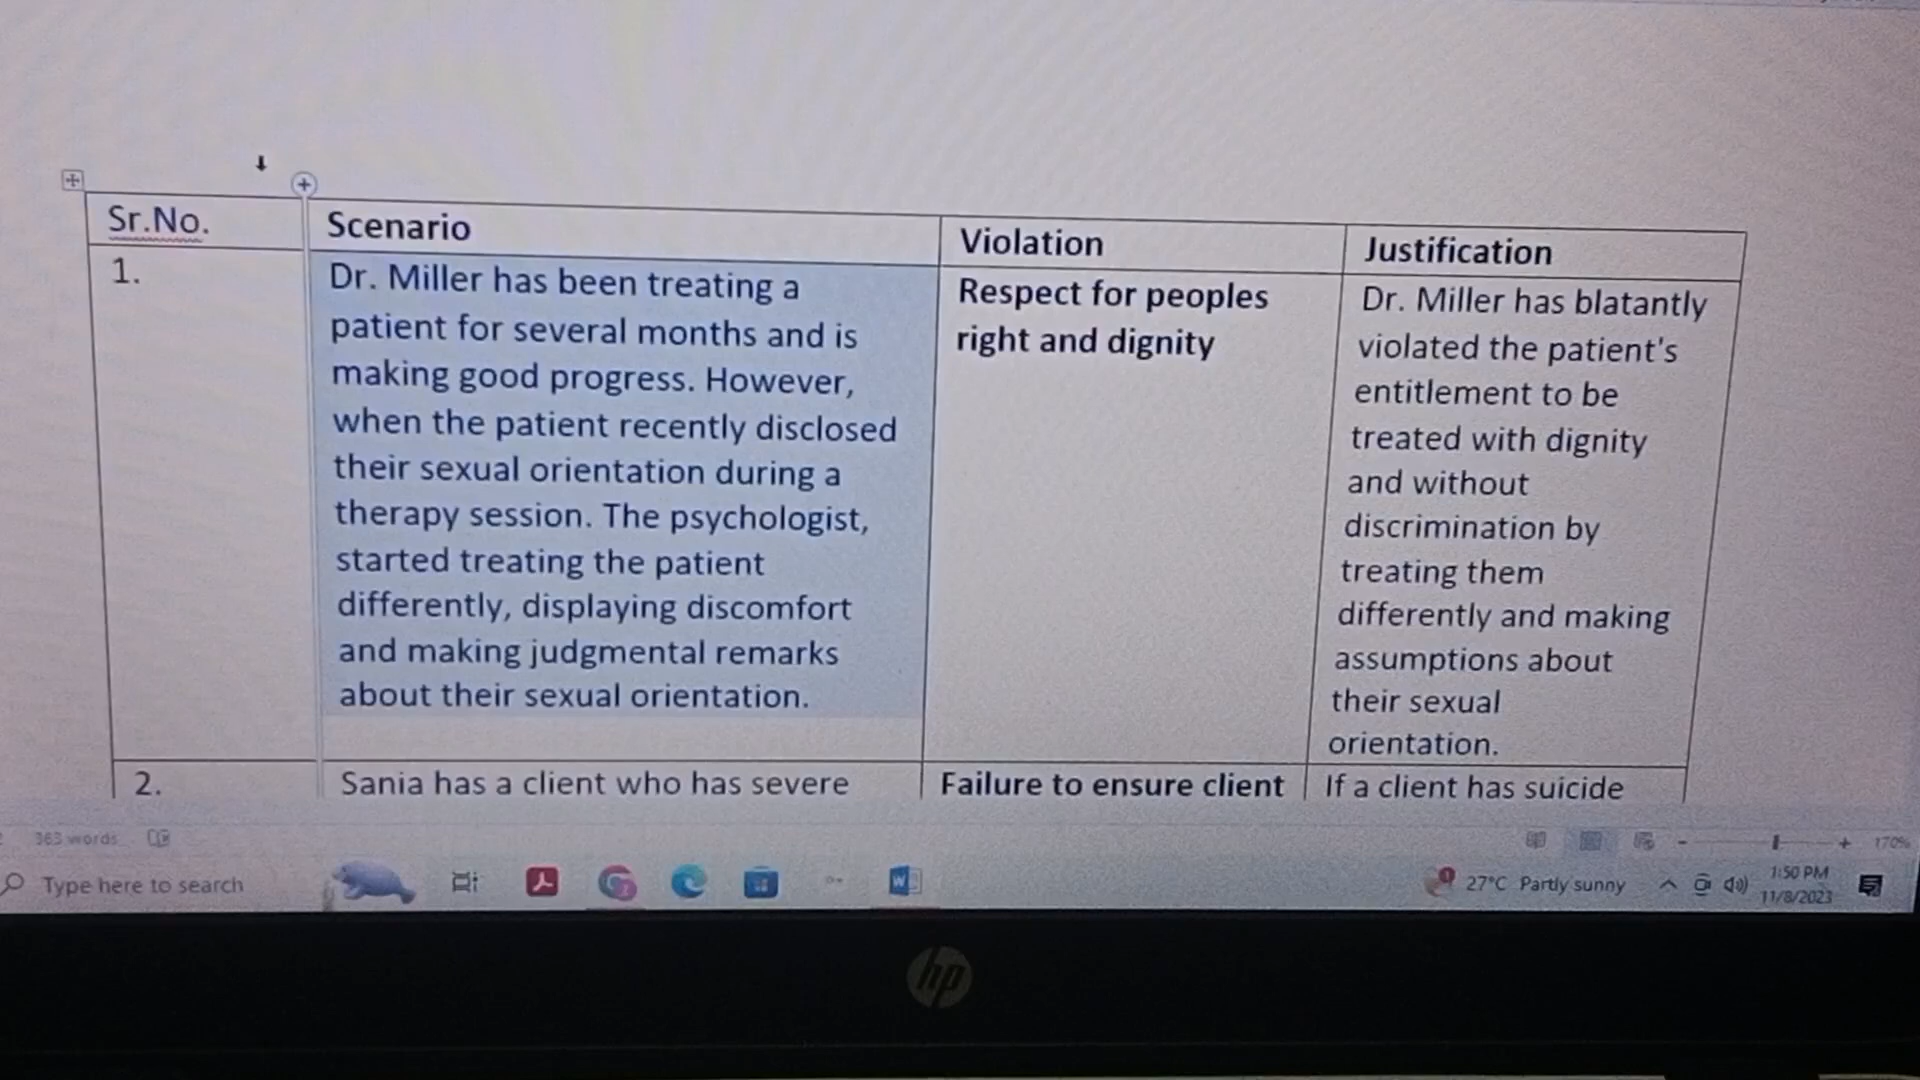 Sr.No.
Scenario
Violation
Justification
1.
Dr. Miller has been treating a
patient for several months and is
making good progress. However,
when the patient recently disclosed
their sexual orientation during a
therapy session. The psychologist,
started treating the patient
differently, displaying discomfort
and making judgmental remarks
about their sexual orientation.
Respect for peoples
right and dignity
Dr. Miller has blatantly
violated the patient's
entitlement to be
treated with dignity
and without
discrimination by
treating them
differently and making
assumptions about
their sexual
orientation.
2.
Sania has a client who has severe
Failure to ensure client
If a client has suicide
363 words
170%
Type here to search
27°C Partly sunny
1:50 PM
11/8/2023
hp